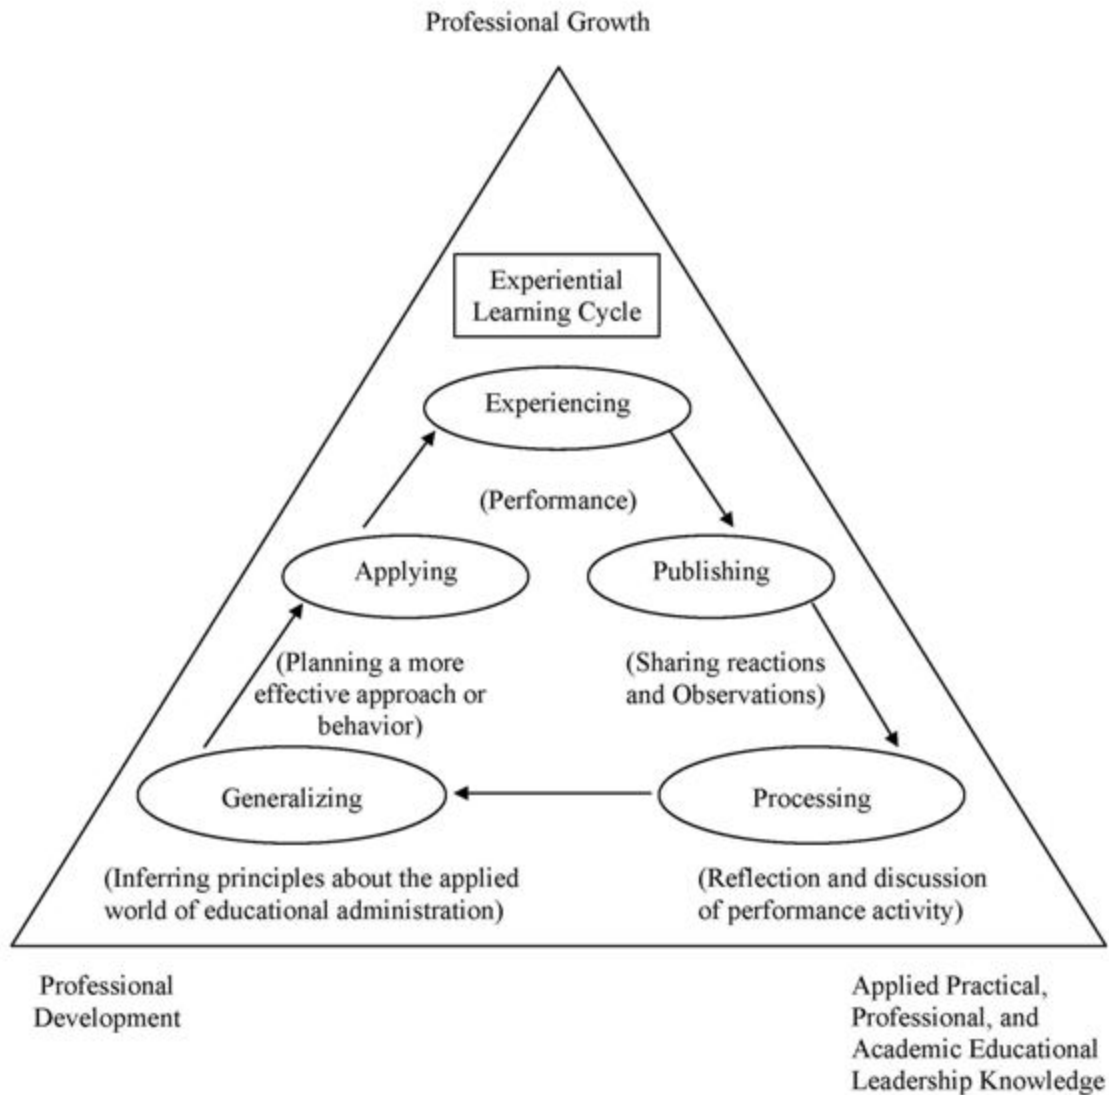 Professional Growth
Experiential
Learning Cycle
Experiencing
(Performance)
Applying
Publishing
(Planning a more
effective approach or
behavior)
(Sharing reactions
and Observations)
Generalizing
Processing
(Inferring principles about the applied
world of educational administration)
(Reflection and discussion
of performance activity)
Professional
Development
Applied Practical,
Professional, and
Academic Educational
Leadership Knowledge